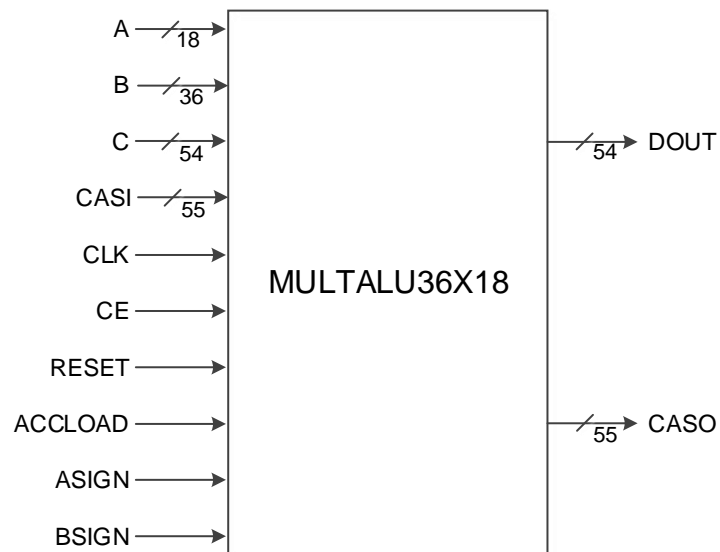 A
18
B
36
C
54
DOUT
54
CASI
55
CLK
MULTALU36X18
CE
RESET
ACCLOAD
CASO
55
ASIGN
BSIGN